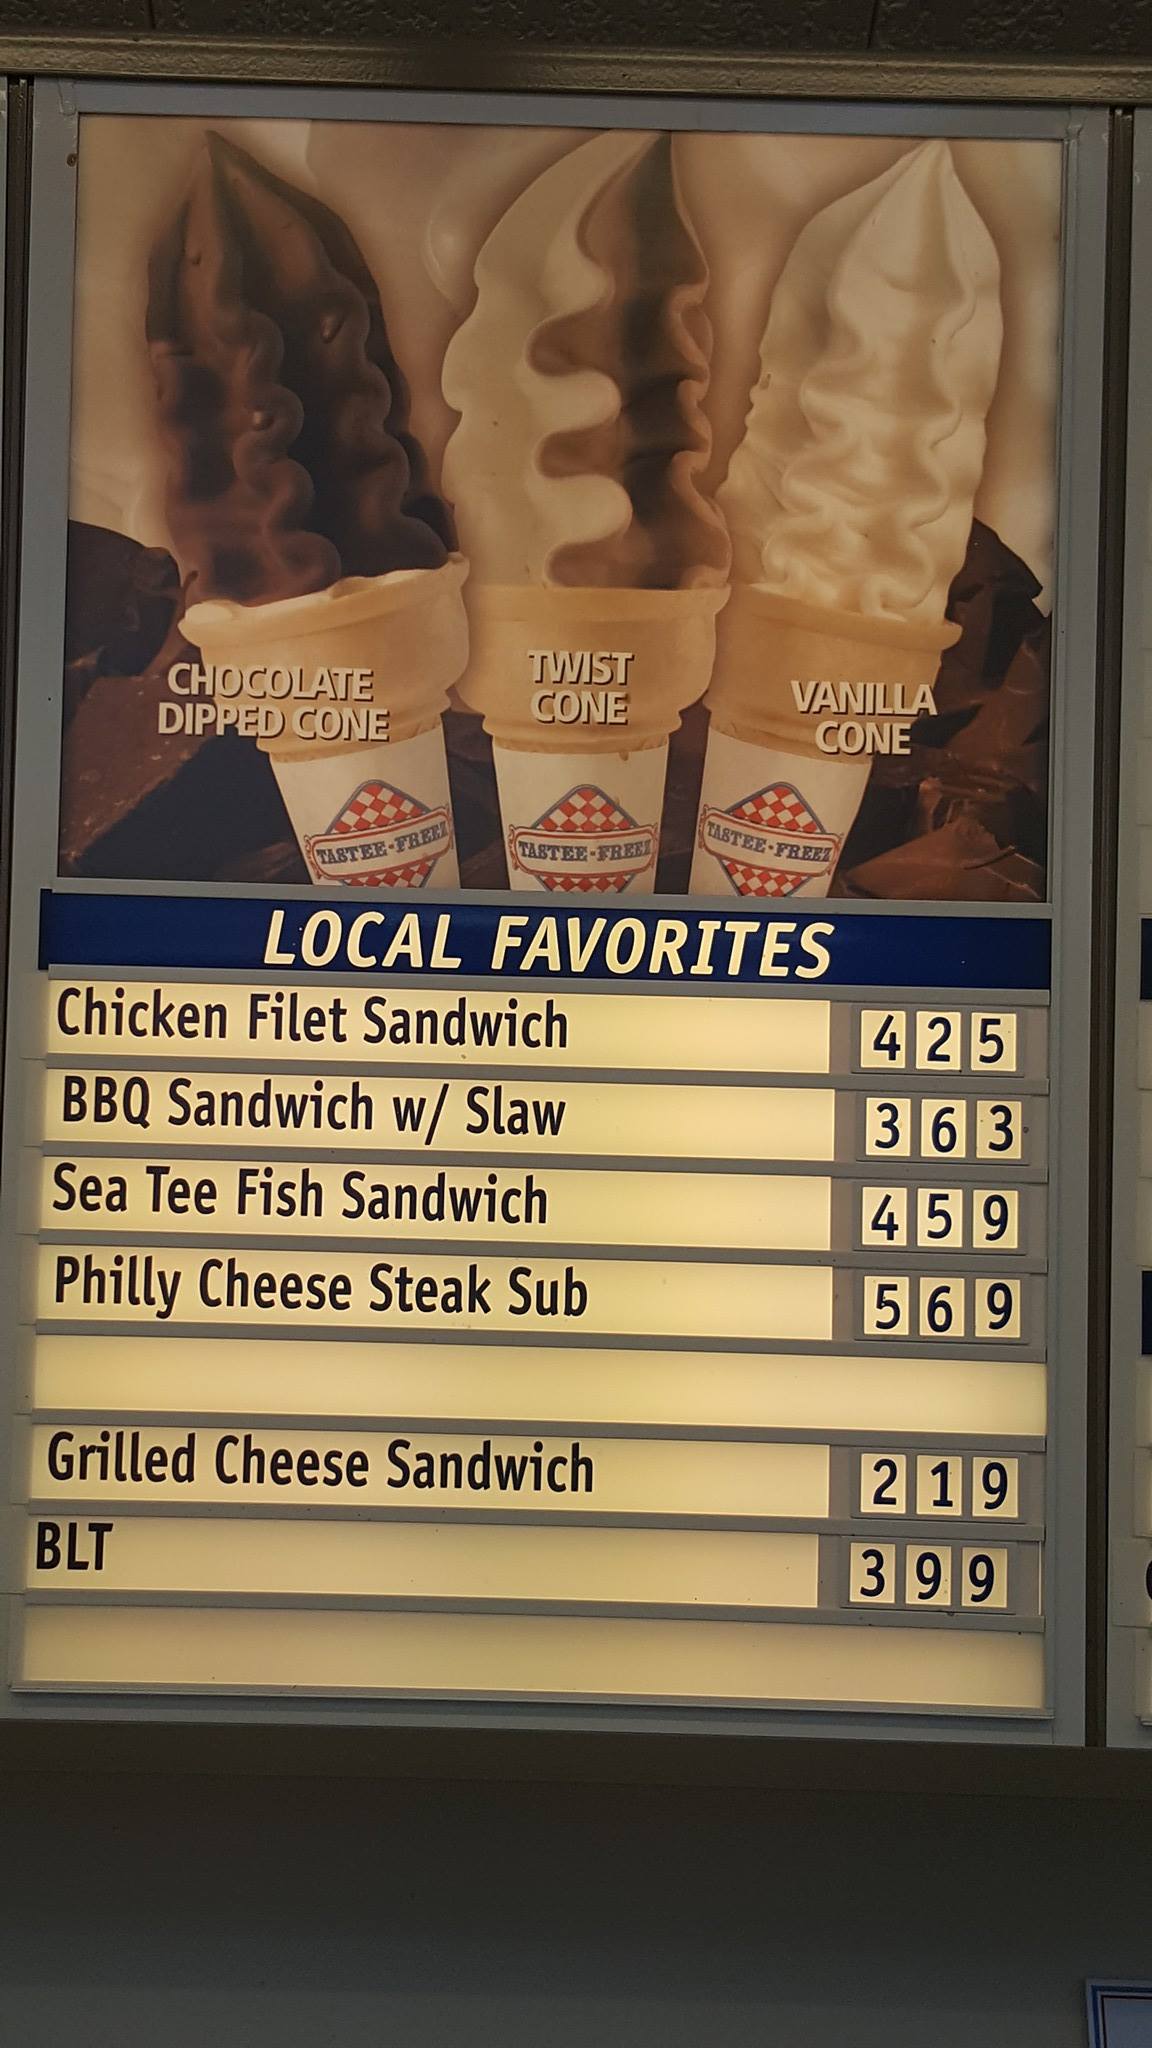 CHOCOLATE
DIPPED CONE
TWIST
CONE
VANILLA
CONE
TASTEE-FREEZ
TASTEE-FREEZ
TASTEE-FREEZ
LOCAL FAVORITES
Chicken Filet Sandwich 425
BBQ Sandwich w/ Slaw 363
Sea Tee Fish Sandwich 459
Philly Cheese Steak Sub 569
Grilled Cheese Sandwich 219
BLT 399